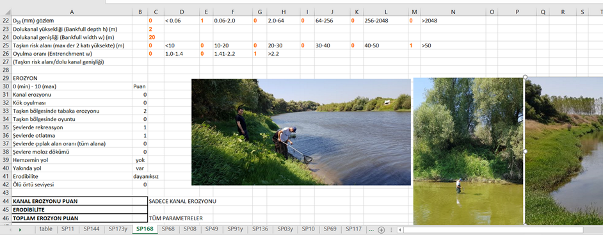 A B C D E F G H I J K L M N O P Q R S
22 D50 (mm) gözlem 0 < 0.06 1 0.06-2.0 0 2.0-64 0 64-256 0 256-2048 0 >2048
23 Dolukanal yüksekliği (Bankfull depth h) (m) 2
24 Dolukanal genişliği (Bankfull width w) (m) 20
25 Taşkın risk alanı (max der 2 katı yüksekte) (m) 0 <10 0 10-20 0 20-30 0 30-40 0 40-50 1 >50
26 Oyulma oranı (Entrenchment w) 0 1.0-1.4 0 1.41-2.2 1 >2.2
27 (Taşkın risk alanı/dolu kanal genişliği)
28
29 EROZYON
30 0 (min) - 10 (max) Puan
31 Kanal erozyonu 0
32 Kök oyulması 0
33 Taşkın bölgesinde tabaka erozyonu 2
34 Taşkın bölgesinde oyuntu 0
35 Şevlerde rekreasyon 1
36 Şevlerde otlatma 1
37 Şevlerde çıplak alan oranı (tüm alana) 0
38 Şevlere moloz dökümü 0
39 Hemzemin yol yok
40 Yakında yol var
41 Erodibilite dayanıksız
42 Ölü örtü seviyesi 0
43
44 KANAL EROZYONU PUAN SADECE KANAL EROZYONU
45 ERODİBİLİTE
46 TOPLAM EROZYON PUAN TÜM PARAMETRELER
table SP11 SP144 SP173y SP168 SP68 SP08 SP49 SP91y SP136 SP03y SP10 SP69 SP117 ...